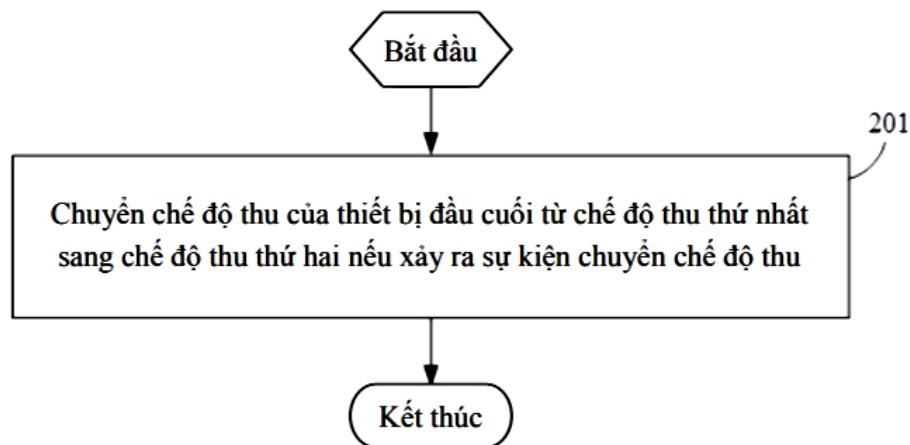 Bắt đầu
201
Chuyển chế độ thu của thiết bị đầu cuối từ chế độ thu thứ nhất
sang chế độ thu thứ hai nếu xảy ra sự kiện chuyển chế độ thu
Kết thúc